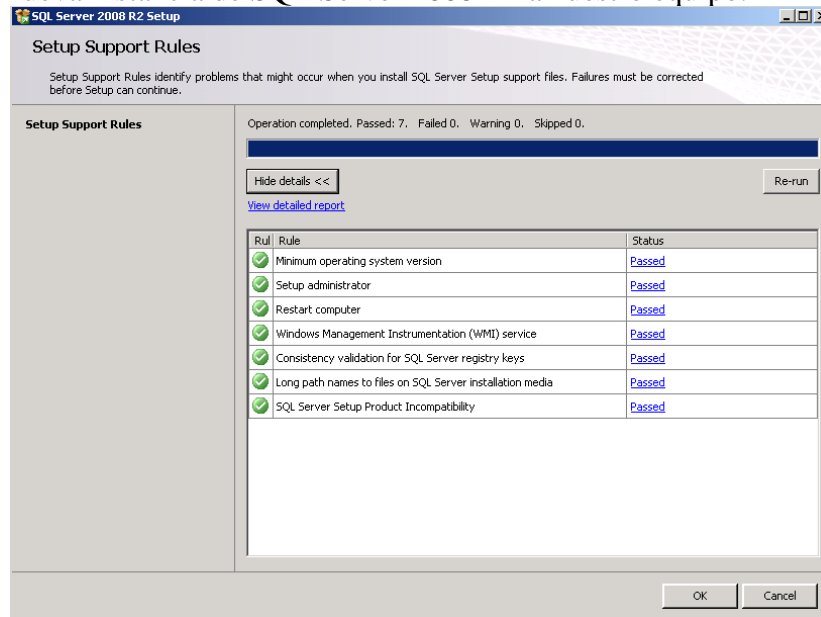 SQL Server 2008 R2 Setup
Setup Support Rules
Setup Support Rules identify problems that might occur when you install SQL Server Setup support files. Failures must be corrected
before Setup can continue.
Setup Support Rules
Operation completed. Passed: 7. Failed 0. Warning 0. Skipped 0.
Hide details <<
Re-run
View detailed report
Rul Rule Status
Minimum operating system version Passed
Setup administrator Passed
Restart computer Passed
Windows Management Instrumentation (WMI) service Passed
Consistency validation for SQL Server registry keys Passed
Long path names to files on SQL Server installation media Passed
SQL Server Setup Product Incompatibility Passed
OK Cancel